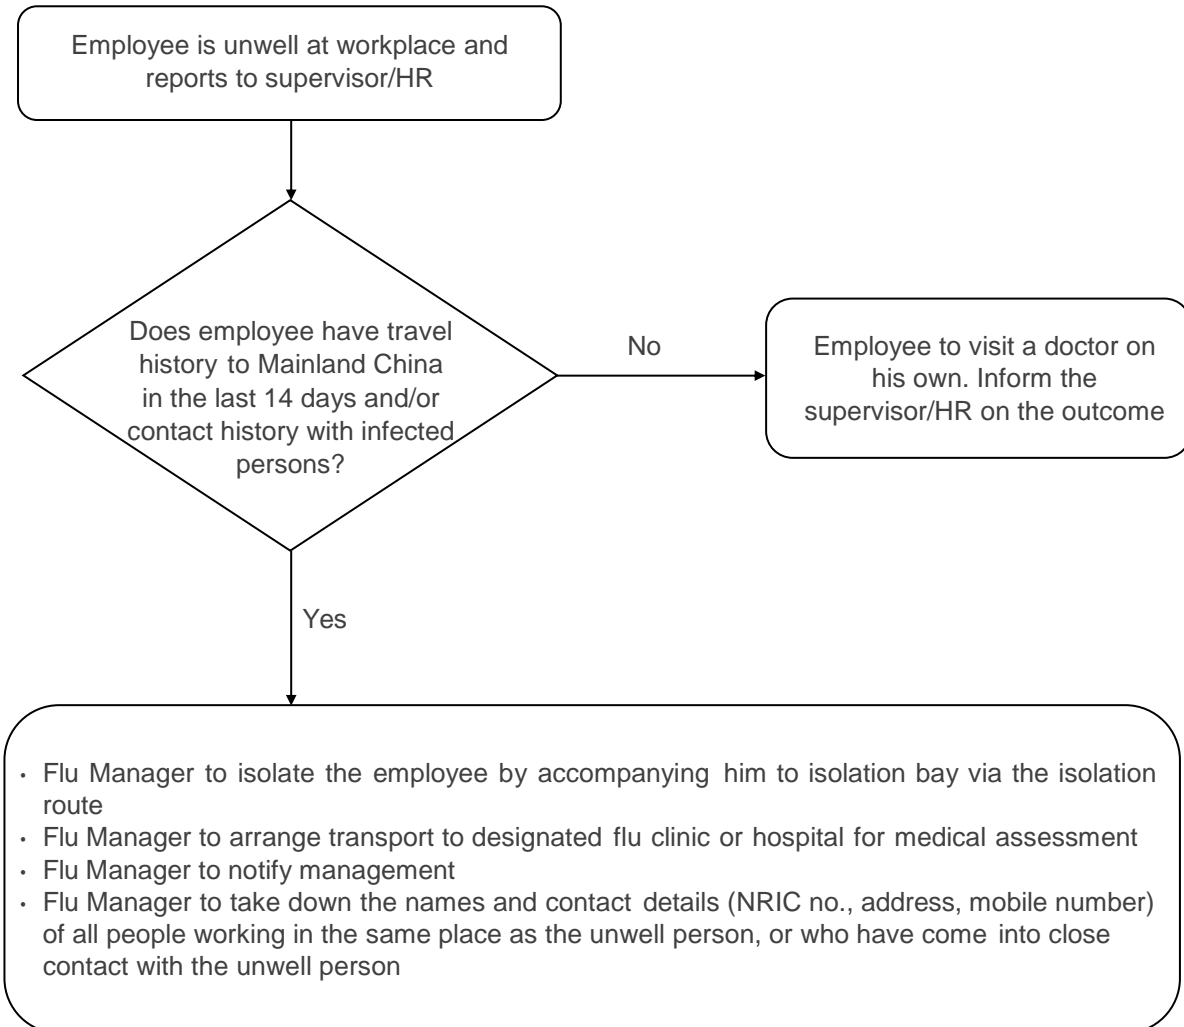 Employee is unwell at workplace and
reports to supervisor/HR
Does employee have travel
history to Mainland China
in the last 14 days and/or
contact history with infected
persons?
No
Employee to visit a doctor on
his own. Inform the
supervisor/HR on the outcome
Yes
• Flu Manager to isolate the employee by accompanying him to isolation bay via the isolation
route
• Flu Manager to arrange transport to designated flu clinic or hospital for medical assessment
• Flu Manager to notify management
• Flu Manager to take down the names and contact details (NRIC no., address, mobile number)
of all people working in the same place as the unwell person, or who have come into close
contact with the unwell person